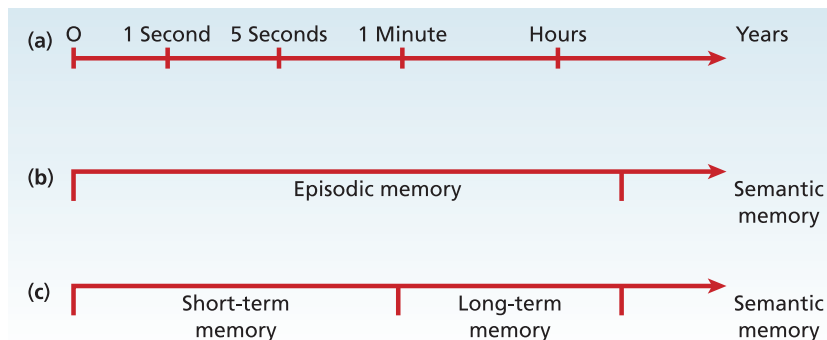 (a) O 1 Second 5 Seconds 1 Minute Hours Years
(b) Episodic memory Semantic
memory
(c) Short-term Long-term Semantic
memory memory memory